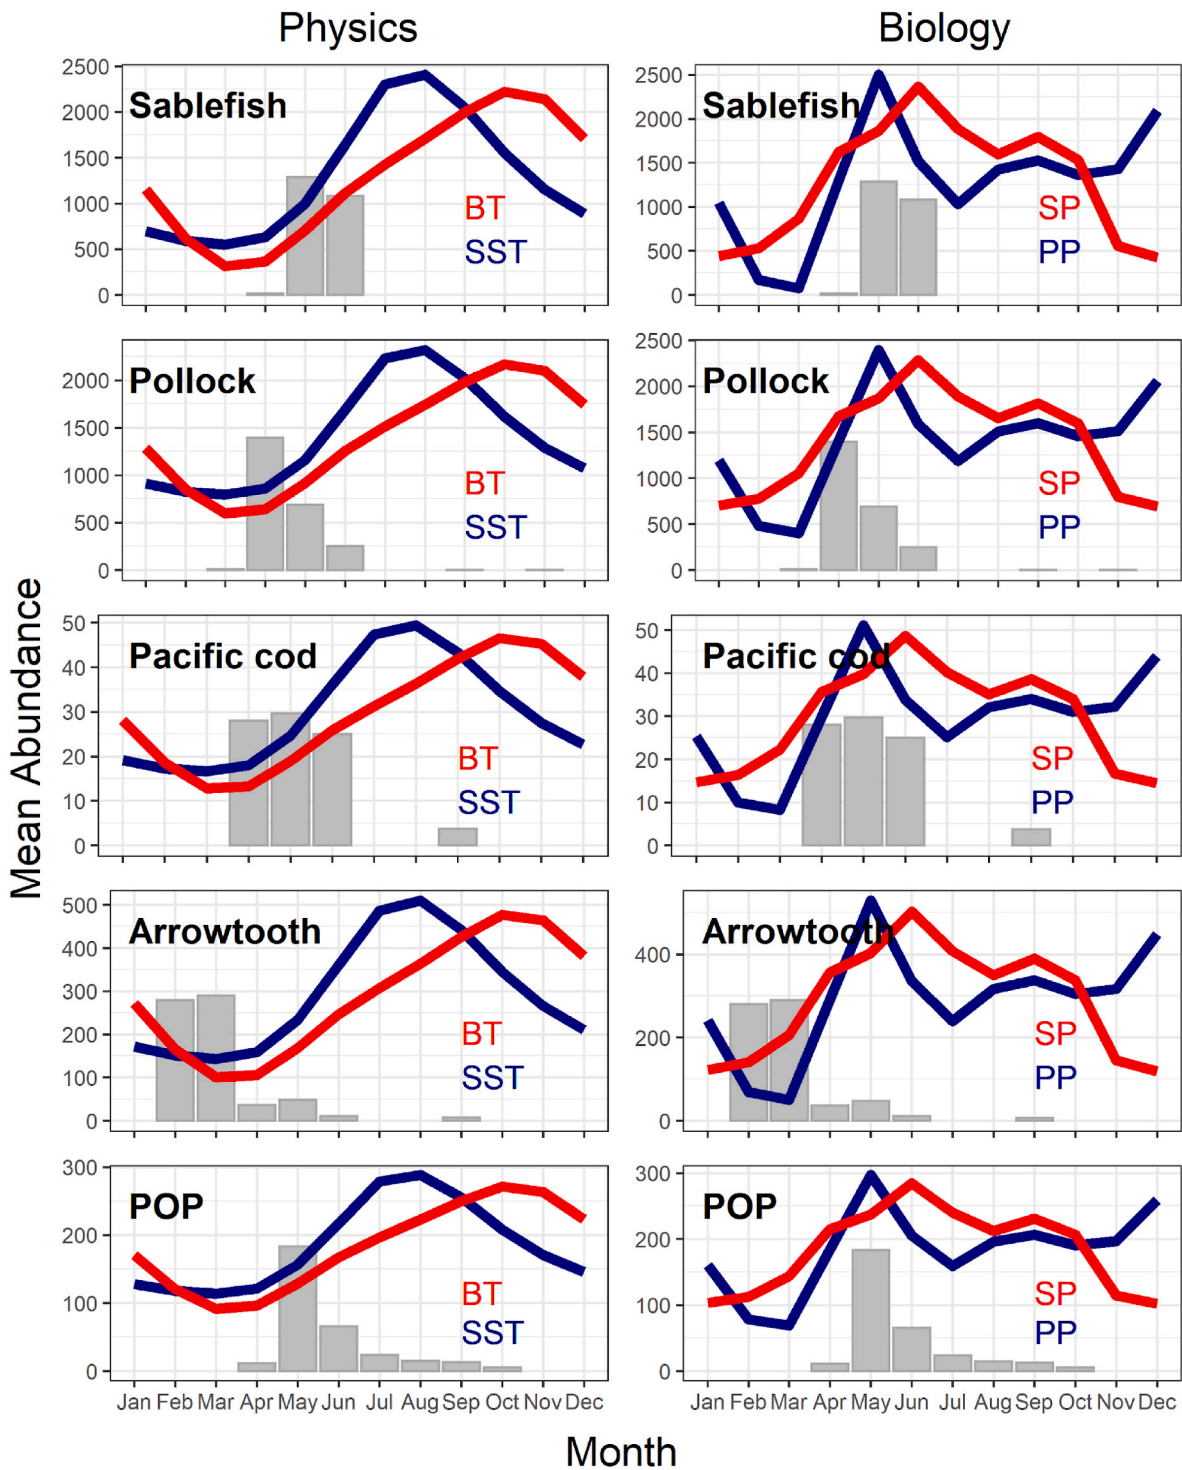 Physics
Biology
Mean Abundance
2500
2000
1500
1000
500
0
Sablefish
BT
SST
2500
2000
1500
1000
500
0
Sablefish
SP
PP
2000
1500
1000
500
0
Pollock
BT
SST
2500
2000
1500
1000
500
0
Pollock
SP
PP
50
40
30
20
10
0
Pacific cod
BT
SST
50
40
30
20
10
0
Pacific cod
SP
PP
500
400
300
200
100
0
Arrowtooth
BT
SST
400
200
0
Arrowtooth
SP
PP
300
200
100
0
POP
BT
SST
300
200
100
0
POP
SP
PP
Jan Feb Mar Apr May Jun Jul Aug Sep Oct Nov Dec
Jan Feb Mar Apr May Jun Jul Aug Sep Oct Nov Dec
Month